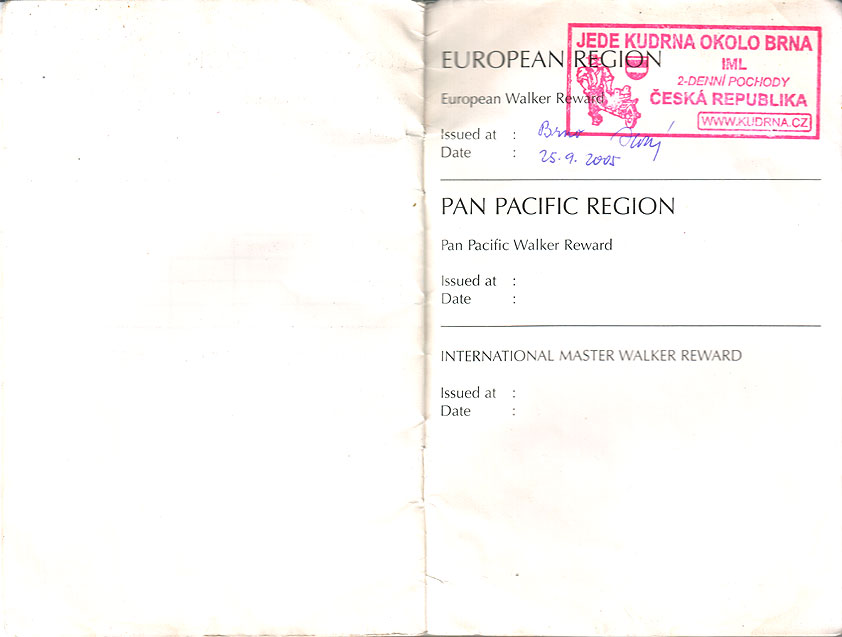 JEDE KUDRNA OKOLO BRNA
IML
2-DENNÍ POCHODY
ČESKÁ REPUBLIKA
WWW.KUDRNA.CZ
EUROPEAN REGION
European Walker Reward
Issued at : Brno
Date : 25.9.2005
PAN PACIFIC REGION
Pan Pacific Walker Reward
Issued at :
Date :
INTERNATIONAL MASTER WALKER REWARD
Issued at :
Date :